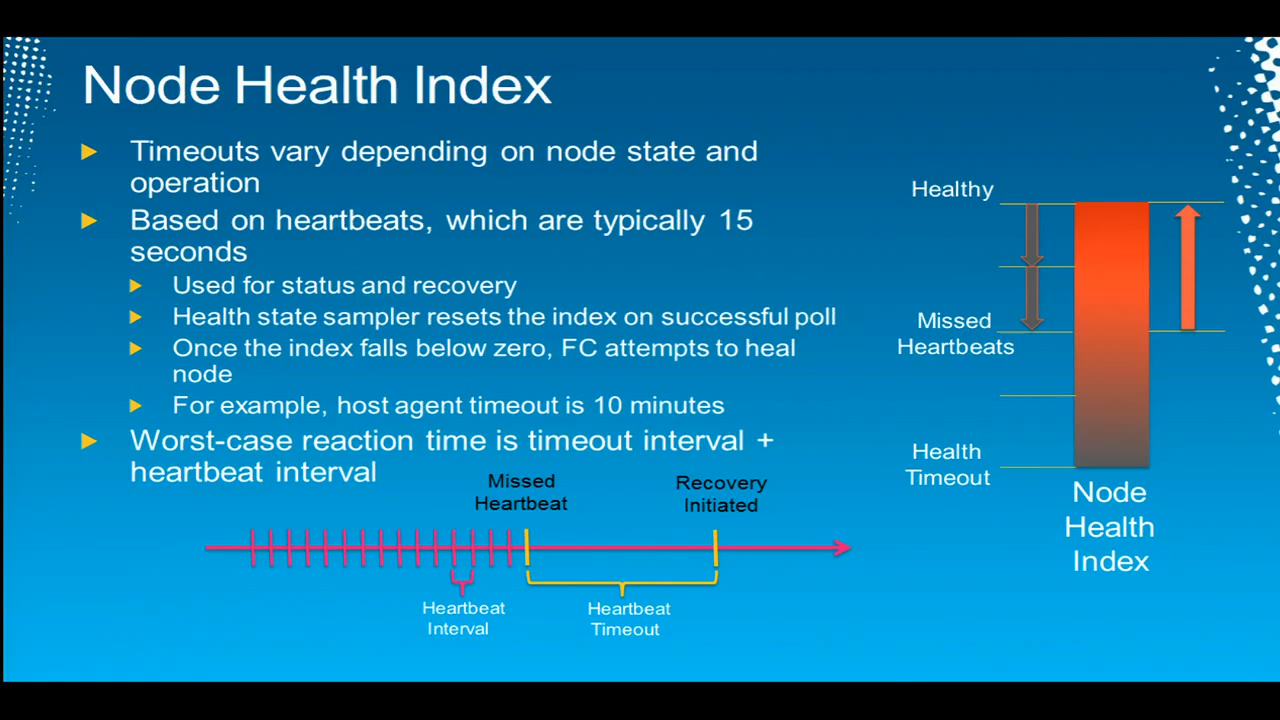 Node Health Index
Timeouts vary depending on node state and
operation
Based on heartbeats, which are typically 15
seconds
Used for status and recovery
Health state sampler resets the index on successful poll
Once the index falls below zero, FC attempts to heal
node
For example, host agent timeout is 10 minutes
Worst-case reaction time is timeout interval +
heartbeat interval
Missed
Heartbeat
Recovery
Initiated
Heartbeat
Interval
Heartbeat
Timeout
Healthy
Missed
Heartbeats
Health
Timeout
Node
Health
Index